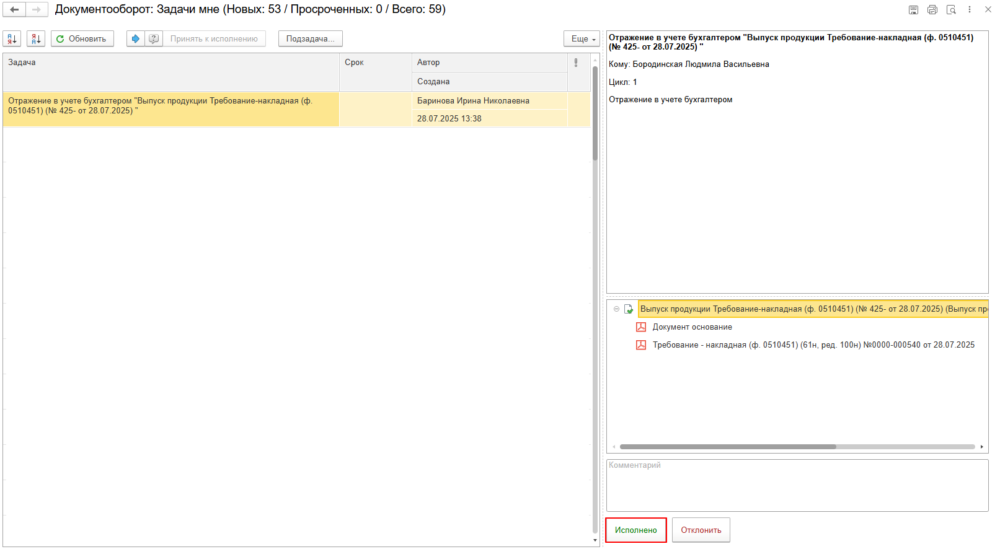 Документооборот: Задачи мне (Новых: 53 / Просроченных: 0 / Всего: 59)
Обновить
Принять к исполнению
Подзадача...
Еще
Задача
Срок
Автор
Создана
Отражение в учете бухгалтером "Выпуск продукции Требование-накладная (ф.
0510451) (№ 425- от 28.07.2025) "
Баринова Ирина Николаевна
28.07.2025 13:38
Отражение в учете бухгалтером "Выпуск продукции Требование-накладная (ф. 0510451)
(№ 425- от 28.07.2025) "
Кому: Бородинская Людмила Васильевна
Цикл: 1
Отражение в учете бухгалтером
Выпуск продукции Требование-накладная (ф. 0510451) (№ 425- от 28.07.2025) (Выпуск пр
Документ основание
Требование - накладная (ф. 0510451) (61н, ред. 100н) №0000-000540 от 28.07.2025
Комментарий
Исполнено
Отклонить